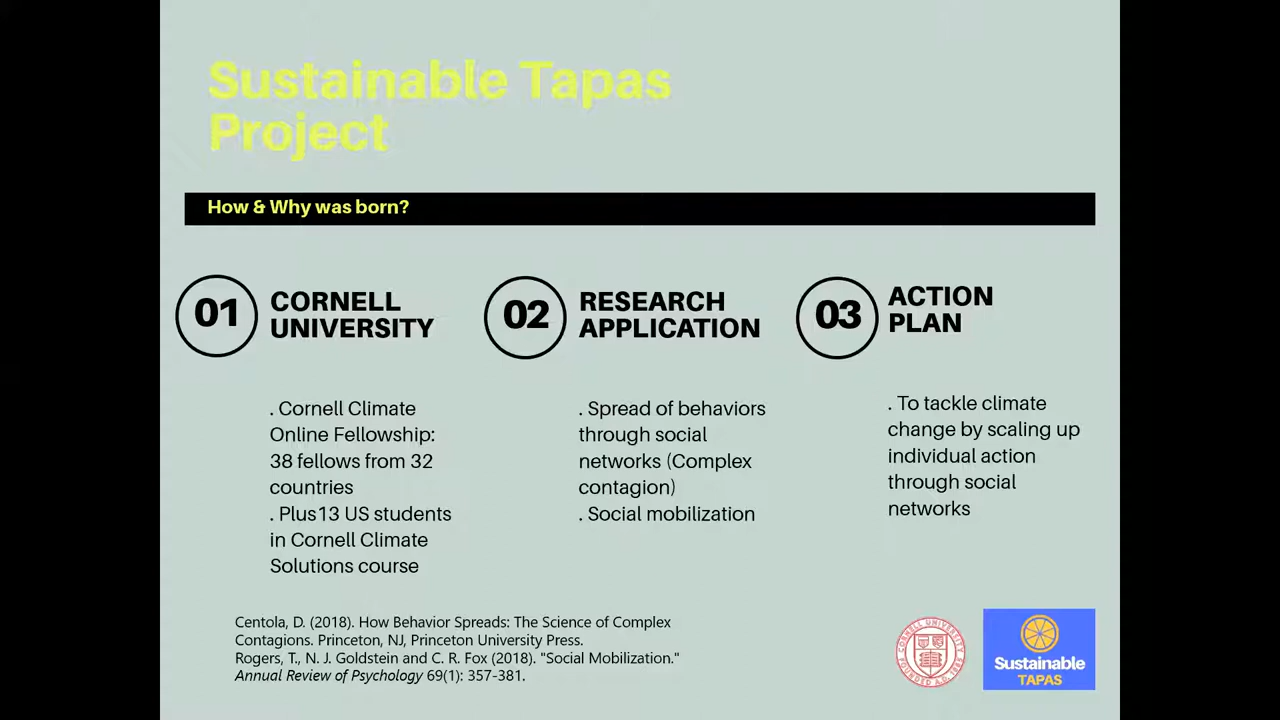 Sustainable Tapas
Project
How & Why was born?
01
CORNELL
UNIVERSITY
. Cornell Climate
Online Fellowship:
38 fellows from 32
countries
. Plus13 US students
in Cornell Climate
Solutions course
02
RESEARCH
APPLICATION
. Spread of behaviors
through social
networks (Complex
contagion)
. Social mobilization
03
ACTION
PLAN
. To tackle climate
change by scaling up
individual action
through social
networks
Centola, D. (2018). How Behavior Spreads: The Science of Complex
Contagions. Princeton, NJ, Princeton University Press.
Rogers, T., N. J. Goldstein and C. R. Fox (2018). "Social Mobilization."
Annual Review of Psychology 69(1): 357-381.
CORNELL UNIVERSITY
FOUNDED A.D. 1865
Sustainable
TAPAS